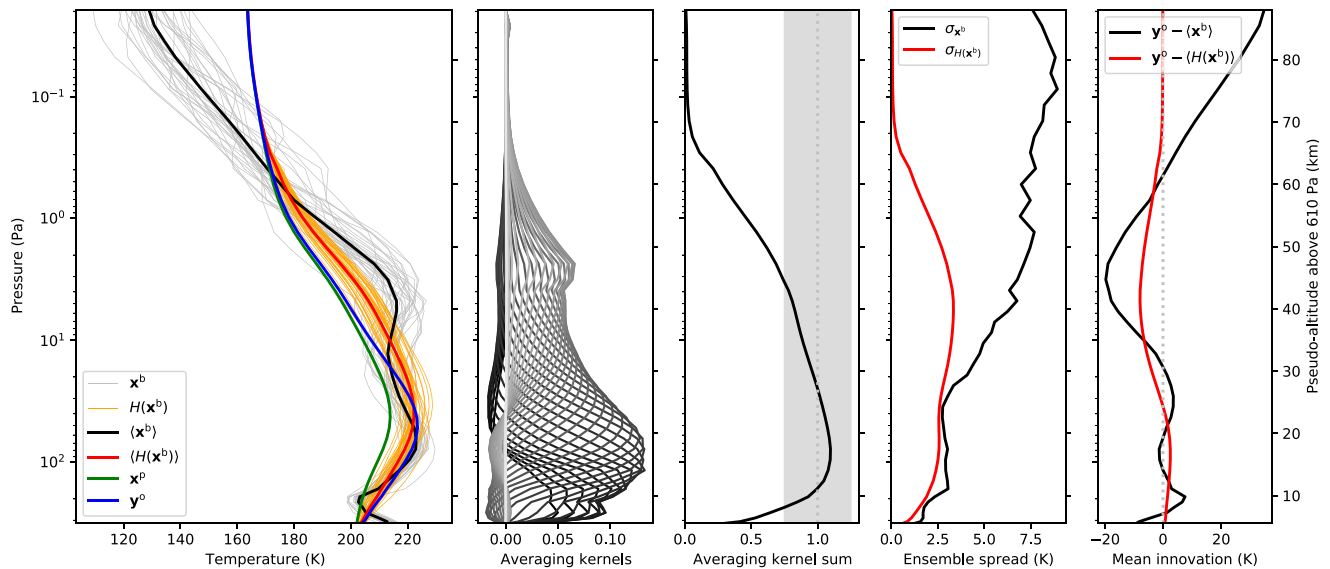 10⁻¹
10⁰
10¹
10²
Pressure (Pa)
120 140 160 180 200 220
Temperature (K)
xᵇ
H(xᵇ)
⟨xᵇ⟩
⟨H(xᵇ)⟩
xᵖ
yᵒ
0.00 0.05 0.10
Averaging kernels
0.0 0.5 1.0
Averaging kernel sum
σ_xᵇ
σ_H(xᵇ)
0.0 2.5 5.0 7.5
Ensemble spread (K)
yᵒ − ⟨xᵇ⟩
yᵒ − ⟨H(xᵇ)⟩
−20 0 20
Mean innovation (K)
80
70
60
50
40
30
20
10
Pseudo-altitude above 610 Pa (km)